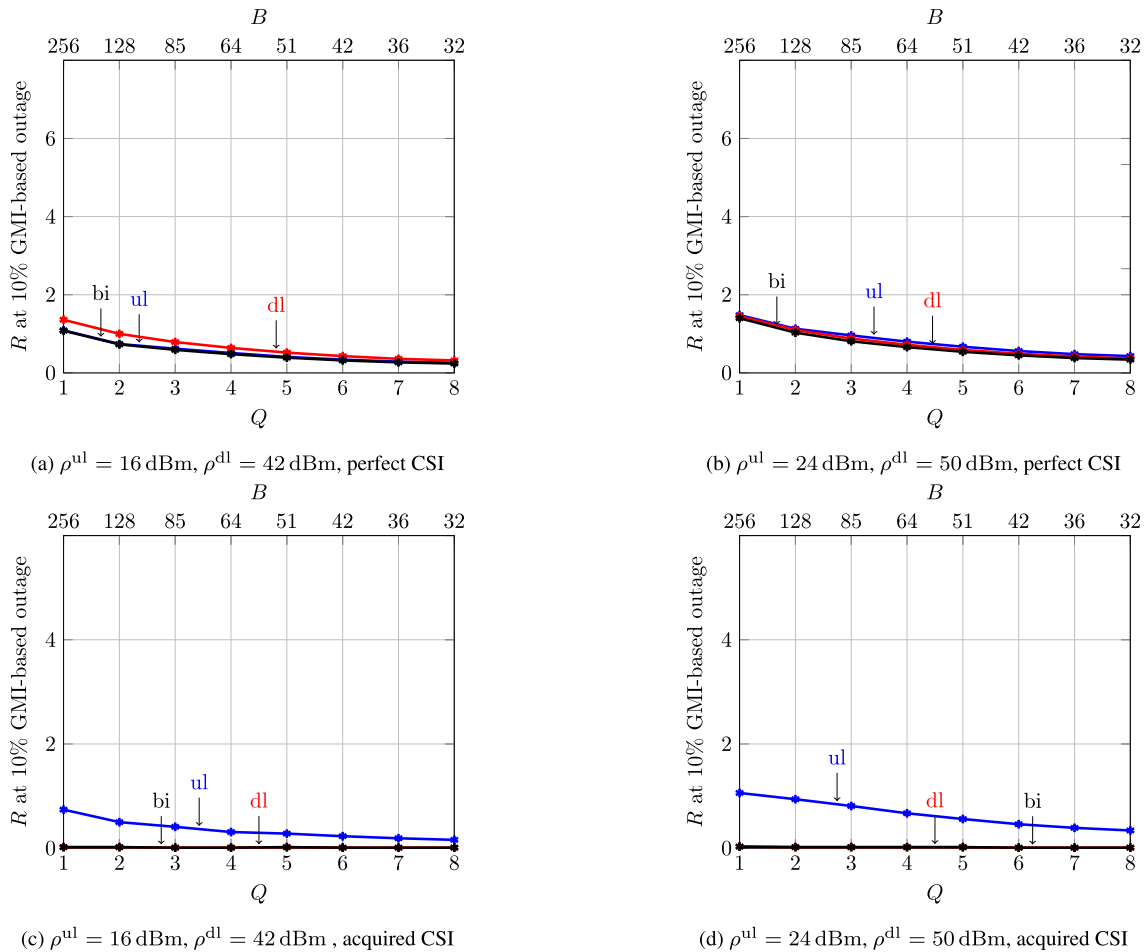 B
256 128 85 64 51 42 36 32
R at 10% GMI-based outage
6
4
2
0
bi
ul
dl
1 2 3 4 5 6 7 8
Q
(a) ρ^ul = 16 dBm, ρ^dl = 42 dBm, perfect CSI
B
256 128 85 64 51 42 36 32
R at 10% GMI-based outage
6
4
2
0
bi
ul
dl
1 2 3 4 5 6 7 8
Q
(b) ρ^ul = 24 dBm, ρ^dl = 50 dBm, perfect CSI
B
256 128 85 64 51 42 36 32
R at 10% GMI-based outage
4
2
0
bi
ul
dl
1 2 3 4 5 6 7 8
Q
(c) ρ^ul = 16 dBm, ρ^dl = 42 dBm , acquired CSI
B
256 128 85 64 51 42 36 32
R at 10% GMI-based outage
4
2
0
ul
dl
bi
1 2 3 4 5 6 7 8
Q
(d) ρ^ul = 24 dBm, ρ^dl = 50 dBm, acquired CSI